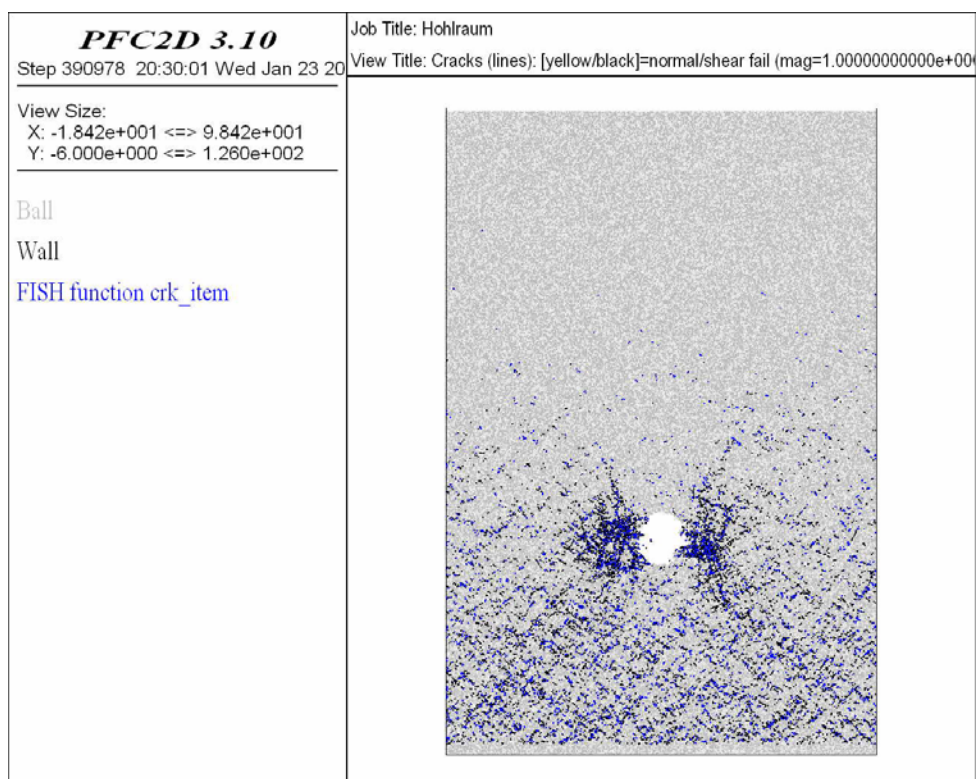 PFC2D 3.10
Step 390978 20:30:01 Wed Jan 23 20
View Size:
X: -1.842e+001 <=> 9.842e+001
Y: -6.000e+000 <=> 1.260e+002
Ball
Wall
FISH function crk_item
Job Title: Hohlraum
View Title: Cracks (lines): [yellow/black]=normal/shear fail (mag=1.00000000000e+00